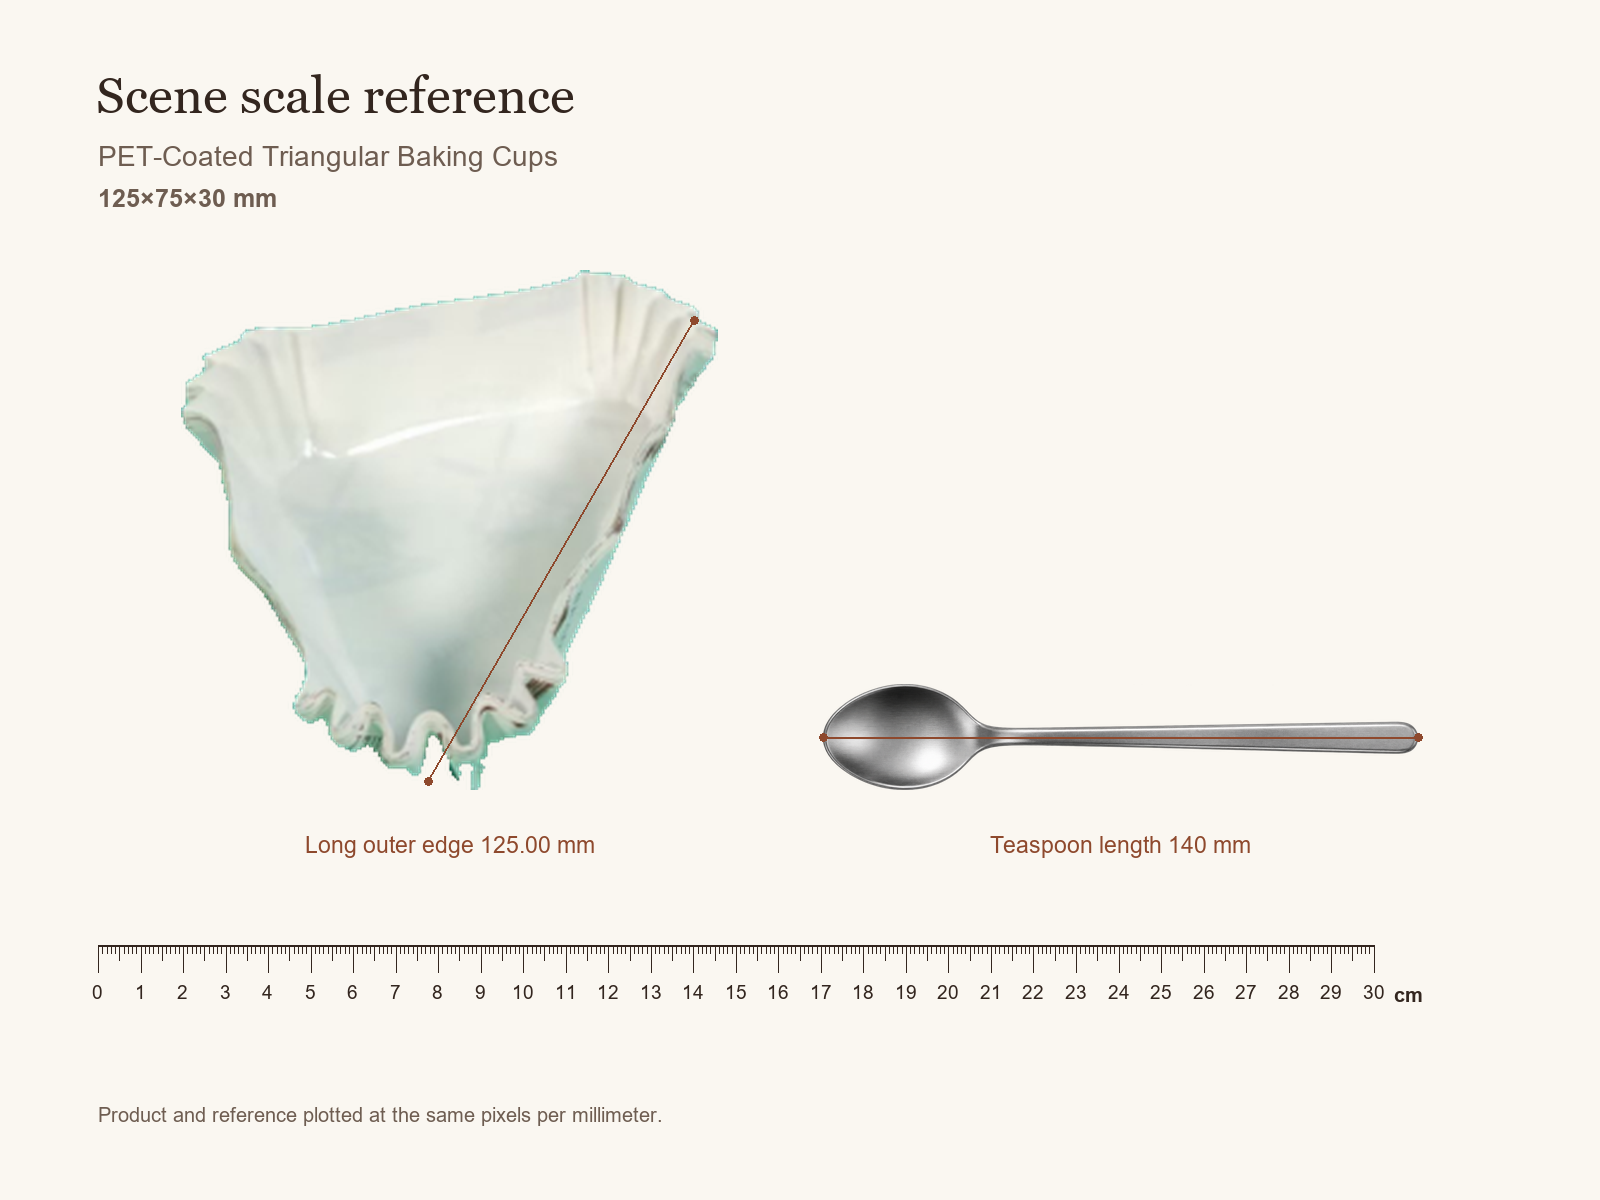 Scene scale reference
PET-Coated Triangular Baking Cups
125×75×30 mm
Long outer edge 125.00 mm
Teaspoon length 140 mm
0 1 2 3 4 5 6 7 8 9 10 11 12 13 14 15 16 17 18 19 20 21 22 23 24 25 26 27 28 29 30 cm
Product and reference plotted at the same pixels per millimeter.